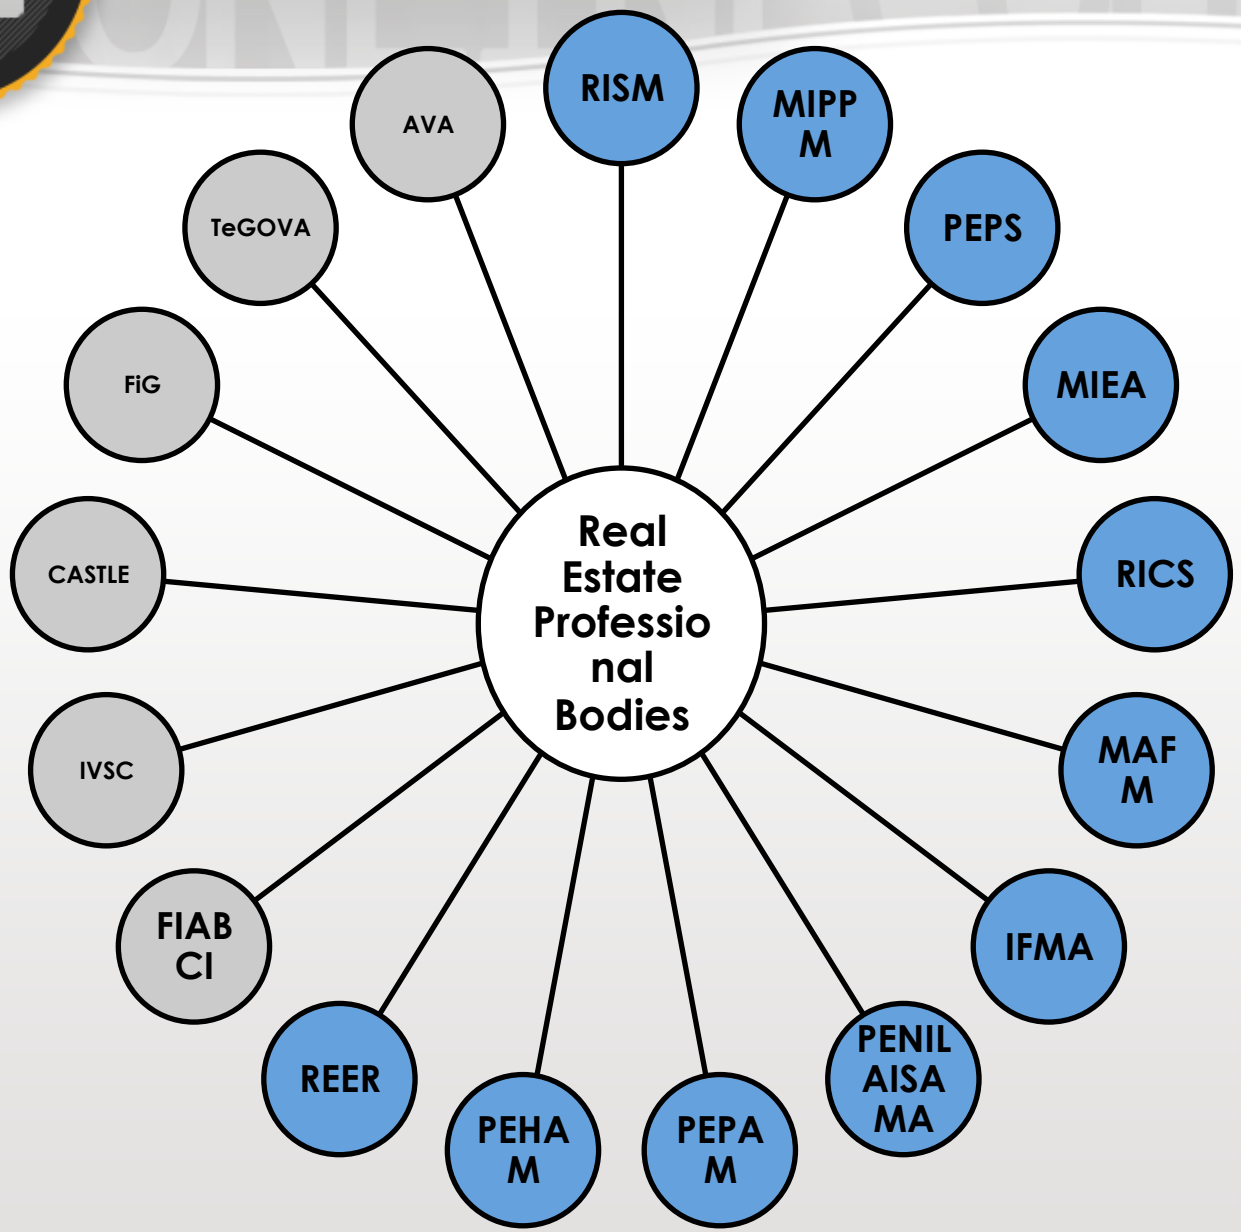 Real
Estate
Professio
nal
Bodies
RISM
MIPP
M
PEPS
MIEA
RICS
MAF
M
IFMA
PENIL
AISA
MA
PEPA
M
PEHA
M
REER
FIAB
CI
IVSC
CASTLE
FiG
TeGOVA
AVA